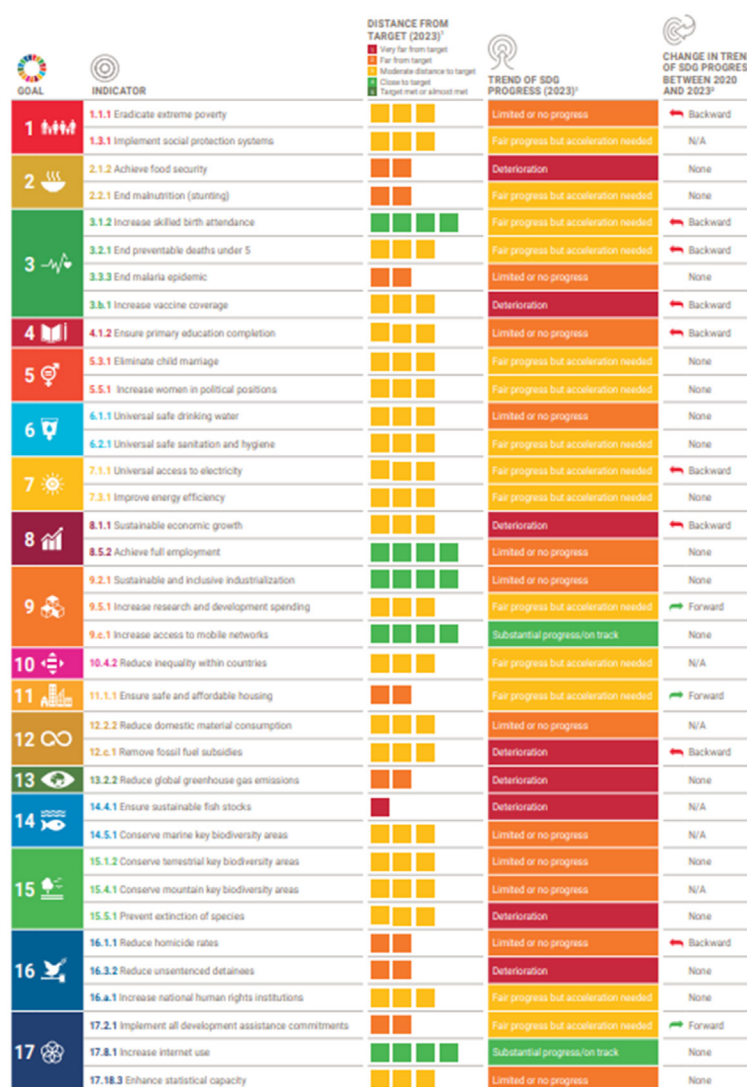 DISTANCE FROM
TARGET (2023)¹
1 Very far from target
2 Far from target
3 Moderate distance to target
4 Close to target
5 Target met or almost met
GOAL
INDICATOR
TREND OF SDG
PROGRESS (2023)¹
CHANGE IN TREN
OF SDG PROGRES
BETWEEN 2020
AND 2023²
1
1.1.1 Eradicate extreme poverty Limited or no progress Backward
1.3.1 Implement social protection systems Fair progress but acceleration needed N/A
2
2.1.2 Achieve food security Deterioration None
2.2.1 End malnutrition (stunting) Fair progress but acceleration needed None
3
3.1.2 Increase skilled birth attendance Fair progress but acceleration needed Backward
3.2.1 End preventable deaths under 5 Fair progress but acceleration needed Backward
3.3.3 End malaria epidemic Limited or no progress None
3.b.1 Increase vaccine coverage Deterioration Backward
4
4.1.2 Ensure primary education completion Limited or no progress Backward
5
5.3.1 Eliminate child marriage Fair progress but acceleration needed None
5.5.1 Increase women in political positions Fair progress but acceleration needed None
6
6.1.1 Universal safe drinking water Limited or no progress None
6.2.1 Universal safe sanitation and hygiene Fair progress but acceleration needed None
7
7.1.1 Universal access to electricity Fair progress but acceleration needed Backward
7.3.1 Improve energy efficiency Fair progress but acceleration needed None
8
8.1.1 Sustainable economic growth Deterioration Backward
8.5.2 Achieve full employment Limited or no progress None
9
9.2.1 Sustainable and inclusive industrialization Limited or no progress None
9.5.1 Increase research and development spending Fair progress but acceleration needed Forward
9.c.1 Increase access to mobile networks Substantial progress/on track None
10
10.4.2 Reduce inequality within countries Fair progress but acceleration needed N/A
11
11.1.1 Ensure safe and affordable housing Fair progress but acceleration needed Forward
12
12.2.2 Reduce domestic material consumption Limited or no progress N/A
12.c.1 Remove fossil fuel subsidies Deterioration Backward
13
13.2.2 Reduce global greenhouse gas emissions Deterioration None
14
14.4.1 Ensure sustainable fish stocks Deterioration N/A
14.5.1 Conserve marine key biodiversity areas Limited or no progress N/A
15
15.1.2 Conserve terrestrial key biodiversity areas Limited or no progress None
15.4.1 Conserve mountain key biodiversity areas Limited or no progress N/A
15.5.1 Prevent extinction of species Deterioration None
16
16.1.1 Reduce homicide rates Limited or no progress Backward
16.3.2 Reduce unsentenced detainees Deterioration None
16.a.1 Increase national human rights institutions Fair progress but acceleration needed None
17
17.2.1 Implement all development assistance commitments Fair progress but acceleration needed Forward
17.8.1 Increase internet use Substantial progress/on track None
17.18.3 Enhance statistical capacity Limited or no progress None